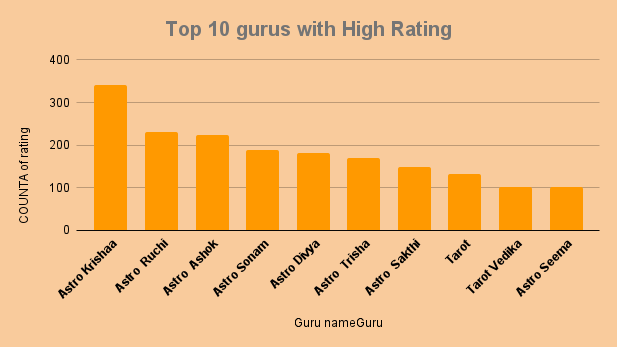 Top 10 gurus with High Rating
400
300
200
100
0
COUNTA of rating
Astro Krishaa
Astro Ruchi
Astro Ashok
Astro Sonam
Astro Divya
Astro Trisha
Astro Sakthi
Tarot
Tarot Vedika
Astro Seema
Guru nameGuru